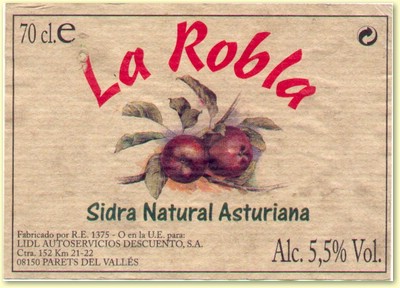 70 cl.e
La Robla
Sidra Natural Asturiana
Fabricado por R.E. 1375 - O en la U.E. para:
LIDL AUTOSERVICIOS DESCUENTO, S.A.
Ctra. 152 Km 21-22
08150 PARETS DEL VALLÉS
Alc. 5,5% Vol.